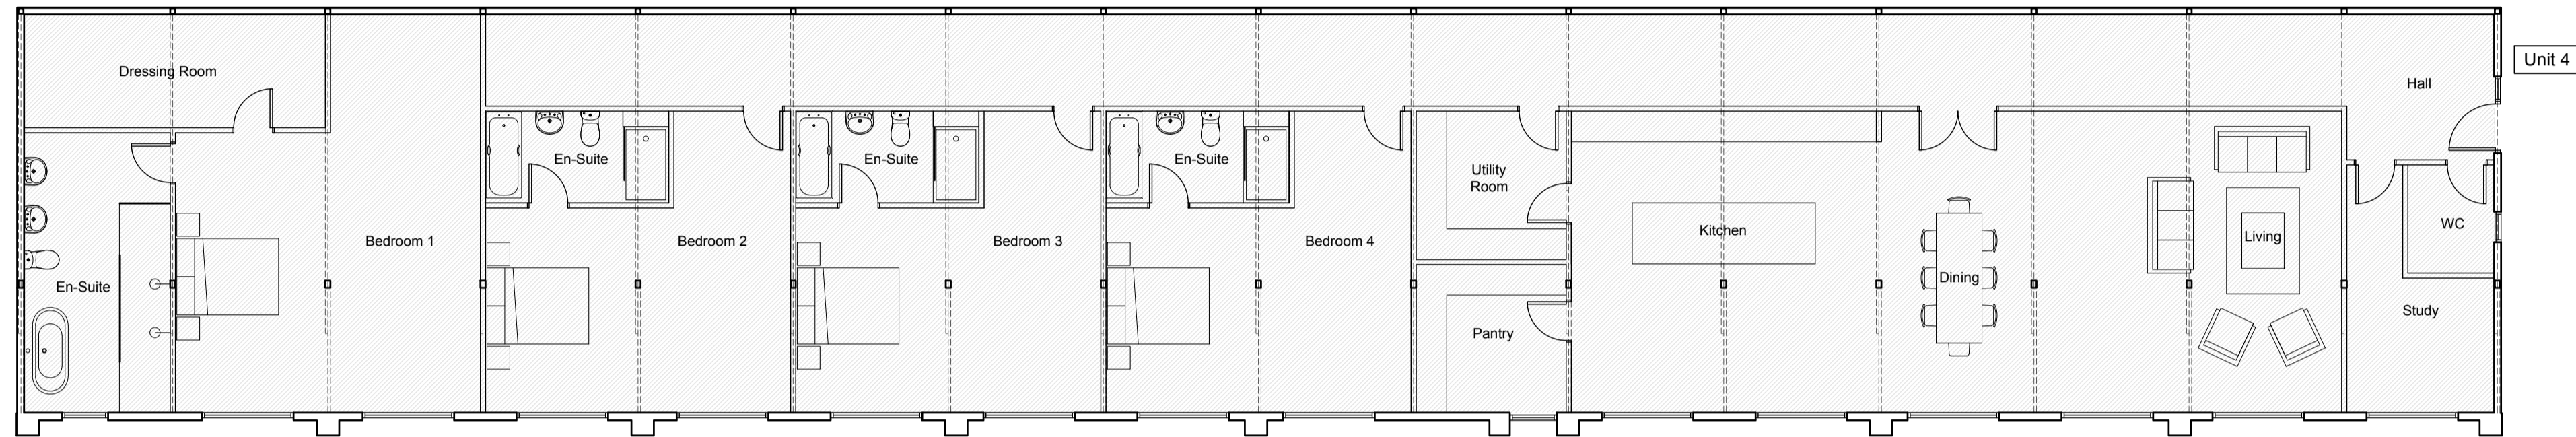 Unit 4
Dressing Room
Hall
En-Suite
En-Suite
En-Suite
Utility
Room
Bedroom 1
Bedroom 2
Bedroom 3
Bedroom 4
Kitchen
Living
WC
En-Suite
Dining
Pantry
Study